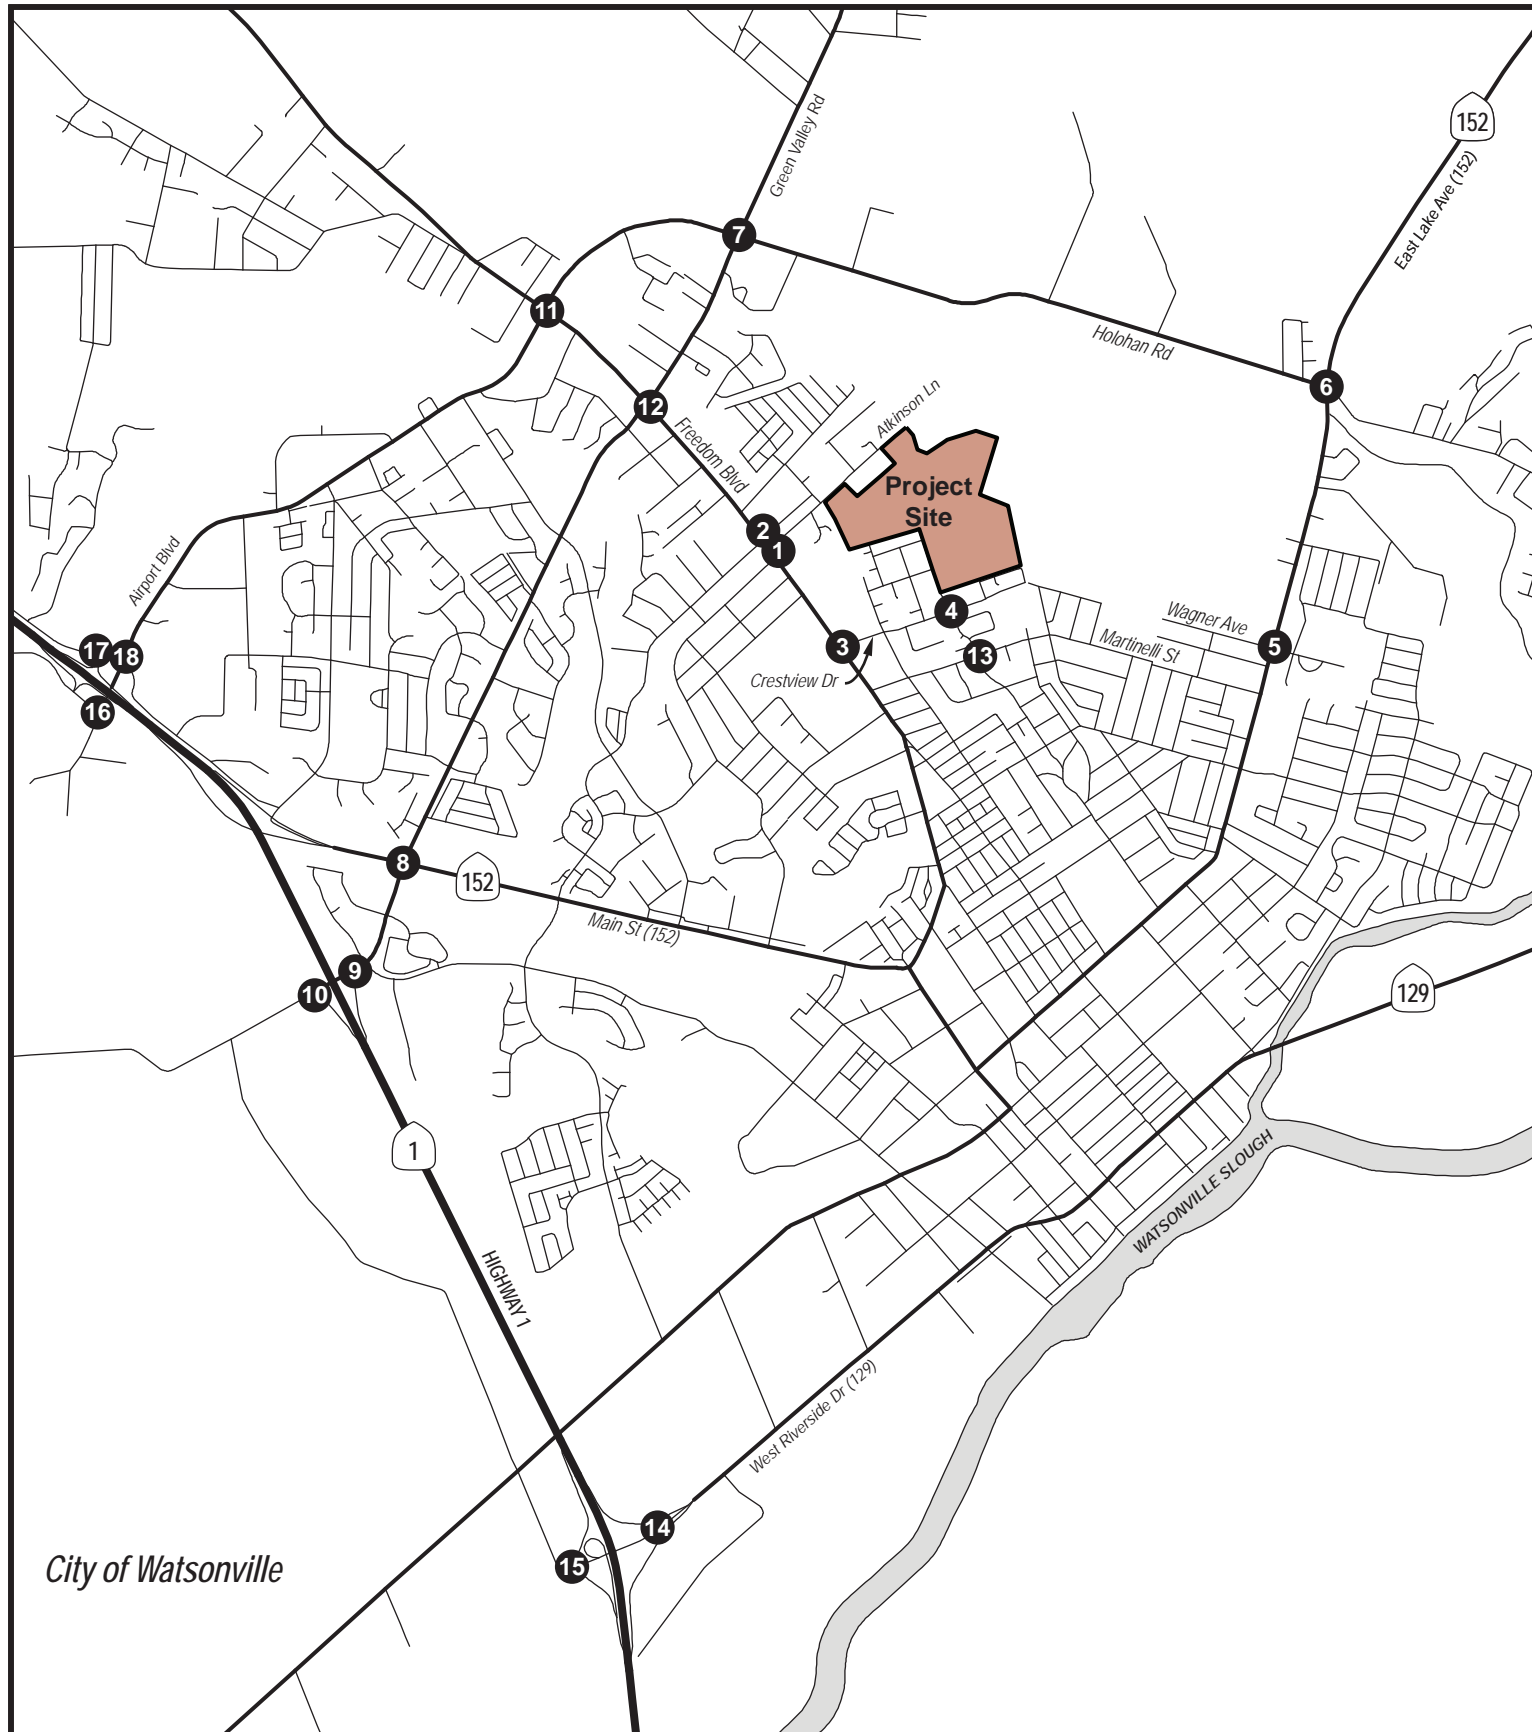 152
Green Valley Rd
East Lake Ave (152)
7
11
Holohan Rd
6
12
Atkinson Ln
Freedom Blvd
Project
Site
2
1
Airport Blvd
4
Wagner Ave
Martinelli St
5
3
13
17
18
Crestview Dr
16
8
152
Main St (152)
9
10
129
1
WATSONVILLE SLOUGH
HIGHWAY 1
West Riverside Dr (129)
14
15
City of Watsonville